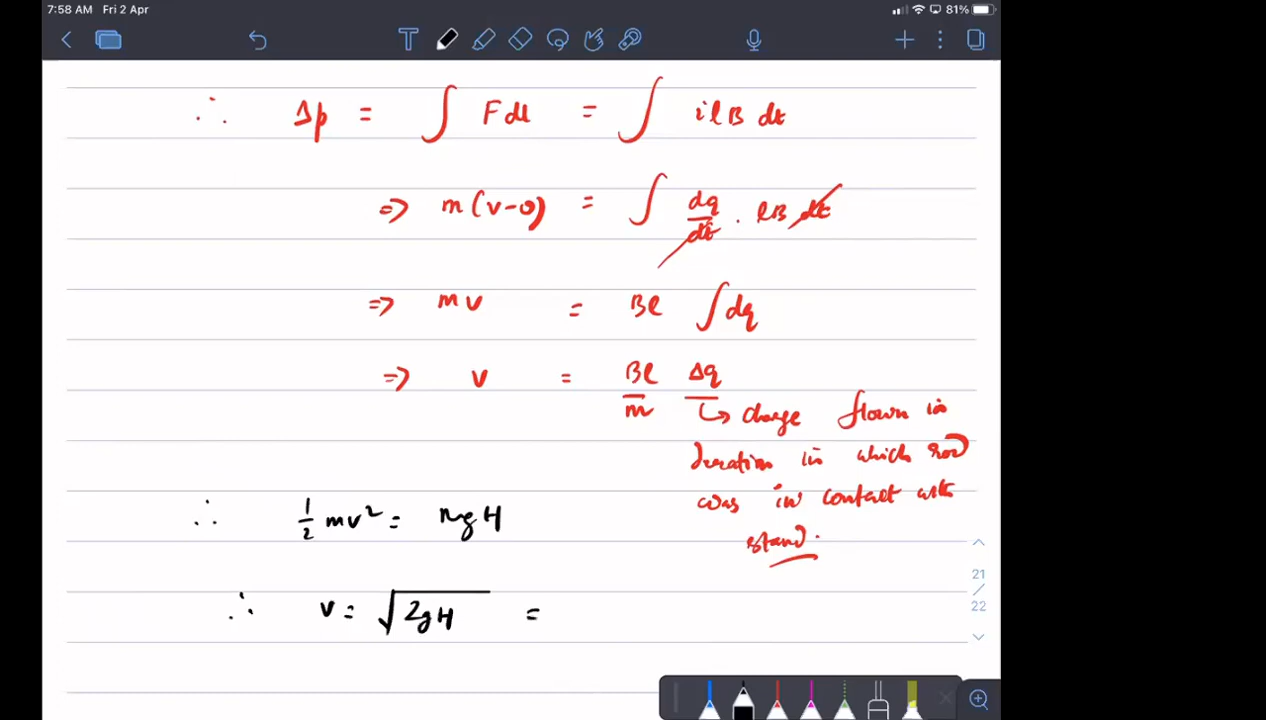 7:58 AM Fri 2 Apr
81%
T
∴ Δp = ∫ F dt = ∫ i l B dt
⇒ m(v-0) = ∫ dq/dt . lB dt
⇒ mv = Bl ∫ dq
⇒ v = Bl/m Δq
↳ charge flown in
duration in which rod
was in contact with
stand.
∴ 1/2 mv² = mgH
∴ v = √2gH =
21
/
22